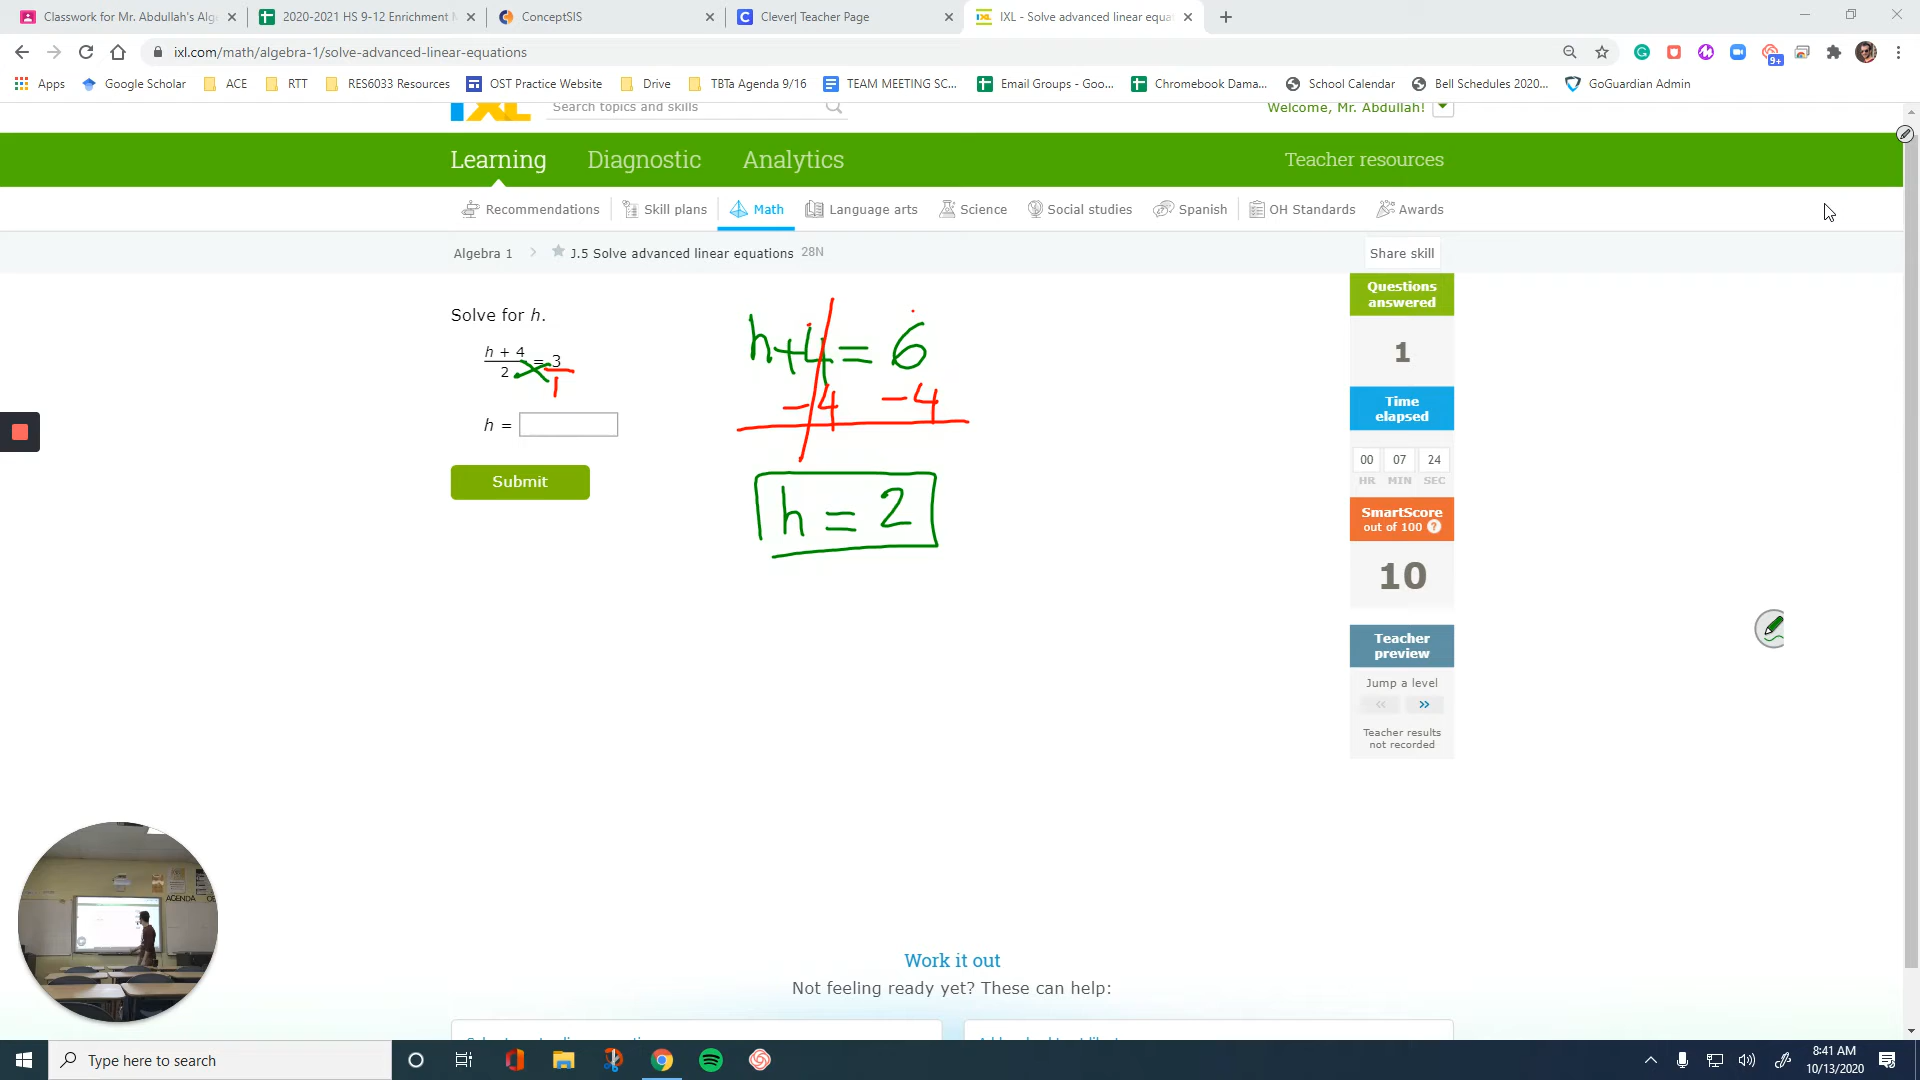 Classwork for Mr. Abdullah's Alg
2020-2021 HS 9-12 Enrichment M
ConceptSIS
Clever| Teacher Page
IXL - Solve advanced linear equa
ixl.com/math/algebra-1/solve-advanced-linear-equations
9+
Apps
Google Scholar
ACE
RTT
RES6033 Resources
OST Practice Website
Drive
TBTa Agenda 9/16
TEAM MEETING SC...
Email Groups - Goo...
Chromebook Dama...
School Calendar
Bell Schedules 2020...
GoGuardian Admin
IXL
Search topics and skills
Welcome, Mr. Abdullah!
Learning
Diagnostic
Analytics
Teacher resources
Recommendations
Skill plans
Math
Language arts
Science
Social studies
Spanish
OH Standards
Awards
Algebra 1
J.5 Solve advanced linear equations 28N
Share skill
Solve for h.
h + 4
2
= 3
1
h =
Submit
h+4 = 6
-4 -4
h = 2
Questions
answered
1
Time
elapsed
00 07 24
HR MIN SEC
SmartScore
out of 100 ?
10
Teacher
preview
Jump a level
<< >>
Teacher results
not recorded
AGENDA
Work it out
Not feeling ready yet? These can help:
Type here to search
8:41 AM
10/13/2020